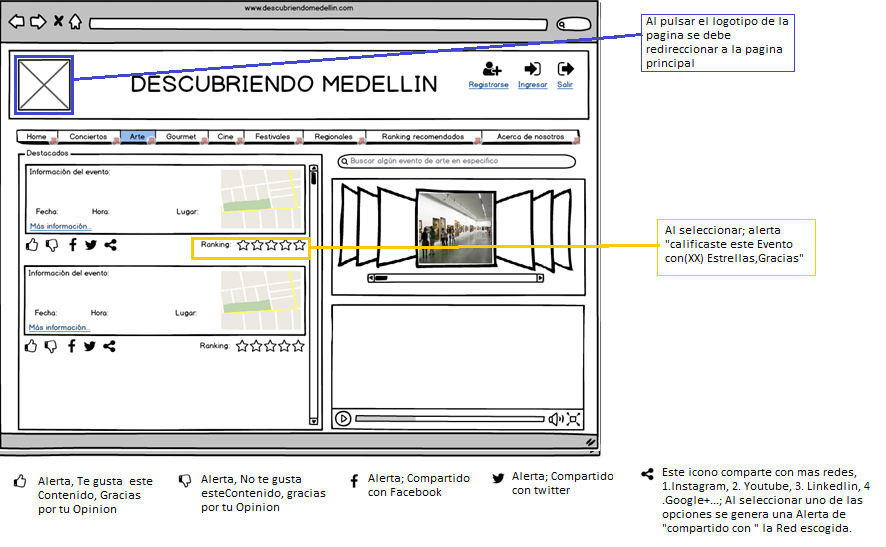 www.descubriendomedellin.com
Al pulsar el logotipo de la
pagina se debe
redireccionar a la pagina
principal
DESCUBRIENDO MEDELLIN
Registrarse Ingresar Salir
Home Conciertos Arte Gourmet Cine Festivales Regionales Ranking recomendados Acerca de nosotros
Destacados
Buscar algún evento de arte en especifico
Información del evento:
Fecha: Hora: Lugar:
Más información..
Ranking:
Al seleccionar; alerta
"calificaste este Evento
con(XX) Estrellas,Gracias"
Información del evento:
Fecha: Hora: Lugar:
Más información..
Ranking:
Alerta, Te gusta este
Contenido, Gracias
por tu Opinion
Alerta, No te gusta
esteContenido, gracias
por tu Opinion
Alerta; Compartido
con Facebook
Alerta; Compartido
con twitter
Este icono comparte con mas redes,
1.Instagram, 2. Youtube, 3. Linkedlin, 4
.Google+...; Al seleccionar uno de las
opciones se genera una Alerta de
"compartido con " la Red escogida.